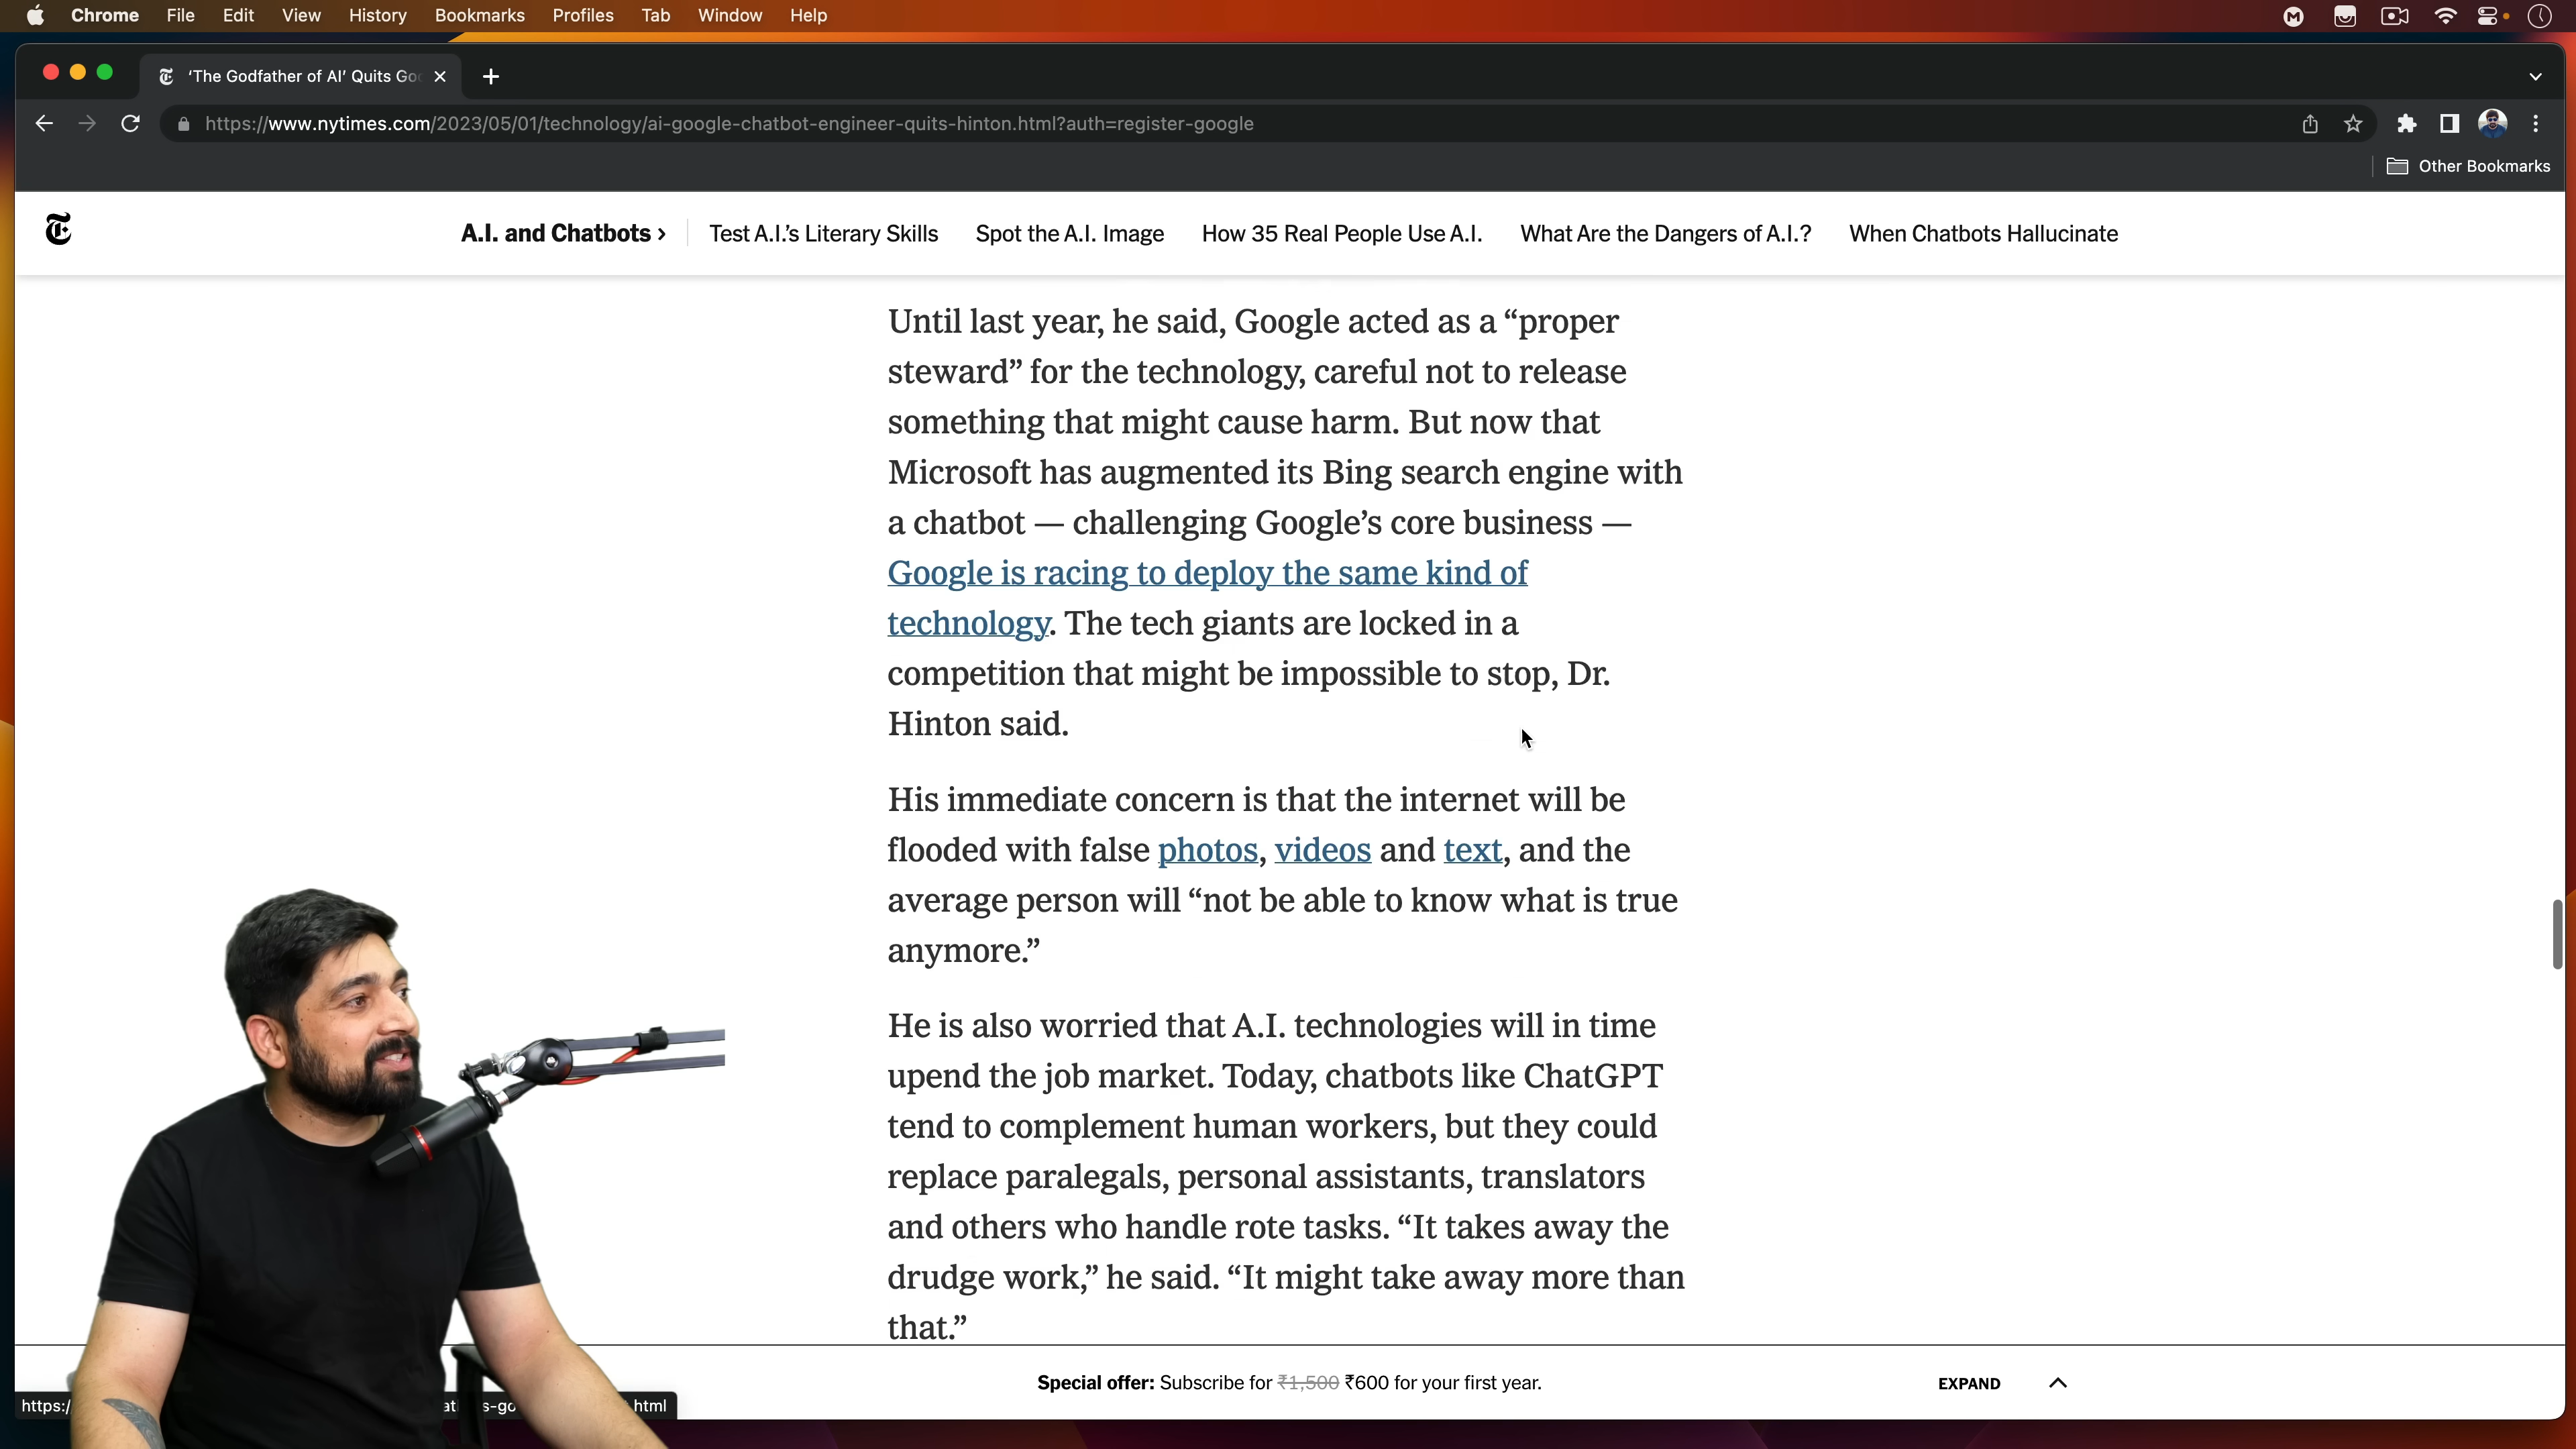 Chrome File Edit View History Bookmarks Profiles Tab Window Help
‘The Godfather of AI’ Quits Go
https://www.nytimes.com/2023/05/01/technology/ai-google-chatbot-engineer-quits-hinton.html?auth=register-google
Other Bookmarks
A.I. and Chatbots › Test A.I.’s Literary Skills Spot the A.I. Image How 35 Real People Use A.I. What Are the Dangers of A.I.? When Chatbots Hallucinate
Until last year, he said, Google acted as a “proper
steward” for the technology, careful not to release
something that might cause harm. But now that
Microsoft has augmented its Bing search engine with
a chatbot — challenging Google’s core business —
Google is racing to deploy the same kind of
technology. The tech giants are locked in a
competition that might be impossible to stop, Dr.
Hinton said.
His immediate concern is that the internet will be
flooded with false photos, videos and text, and the
average person will “not be able to know what is true
anymore.”
He is also worried that A.I. technologies will in time
upend the job market. Today, chatbots like ChatGPT
tend to complement human workers, but they could
replace paralegals, personal assistants, translators
and others who handle rote tasks. “It takes away the
drudge work,” he said. “It might take away more than
that.”
Special offer: Subscribe for ₹1,500 ₹600 for your first year.
EXPAND
https:/ html